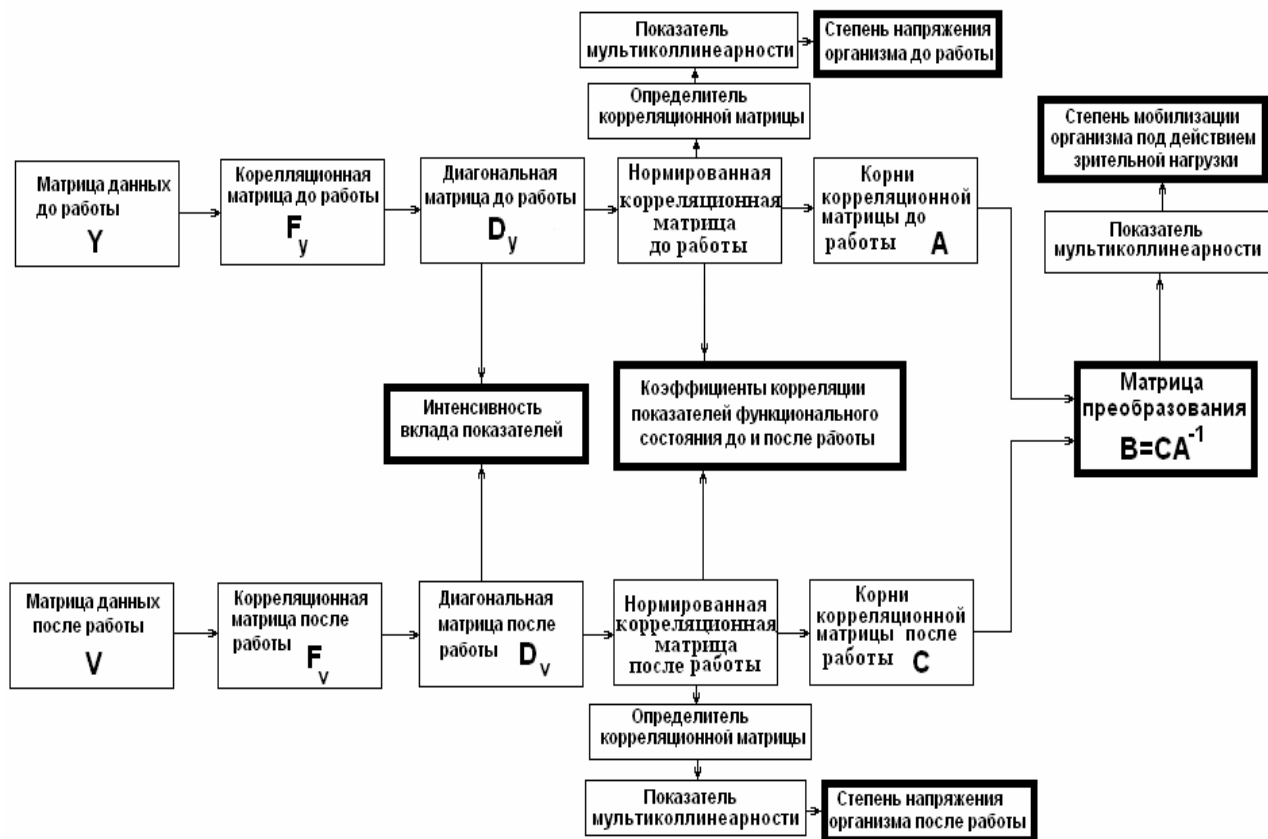 Показатель
мультиколлинеарности
Степень напряжения
организма до работы
Определитель
корреляционной матрицы
Степень мобилизации
организма под действием
зрительной нагрузки
Матрица данных
до работы
Y
Корелляционная
матрица до работы
Fy
Диагональная
матрица до работы
Dy
Нормированная
корреляционная
матрица
до работы
Корни
корреляционной
матрицы до
работы A
Показатель
мультиколлинеарности
Интенсивность
вклада показателей
Коэффициенты корреляции
показателей функционального
состояния до и после работы
Матрица
преобразования
B=CA⁻¹
Матрица данных
после работы
V
Корреляционная
матрица после
работы Fv
Диагональная
матрица после
работы Dv
Нормированная
корреляционная
матрица
после работы
Корни
корреляционной
матрицы после
работы C
Определитель
корреляционной матрицы
Показатель
мультиколлинеарности
Степень напряжения
организма после работы